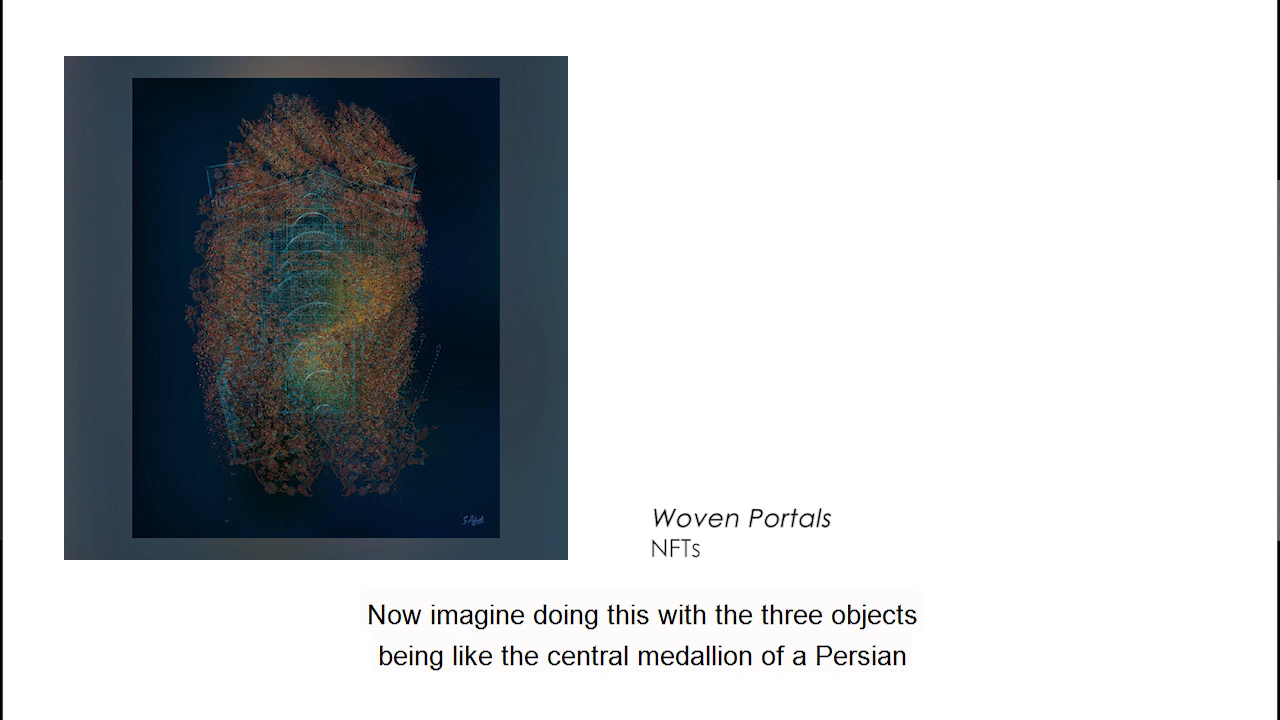 Woven Portals
NFTs
Now imagine doing this with the three objects
being like the central medallion of a Persian